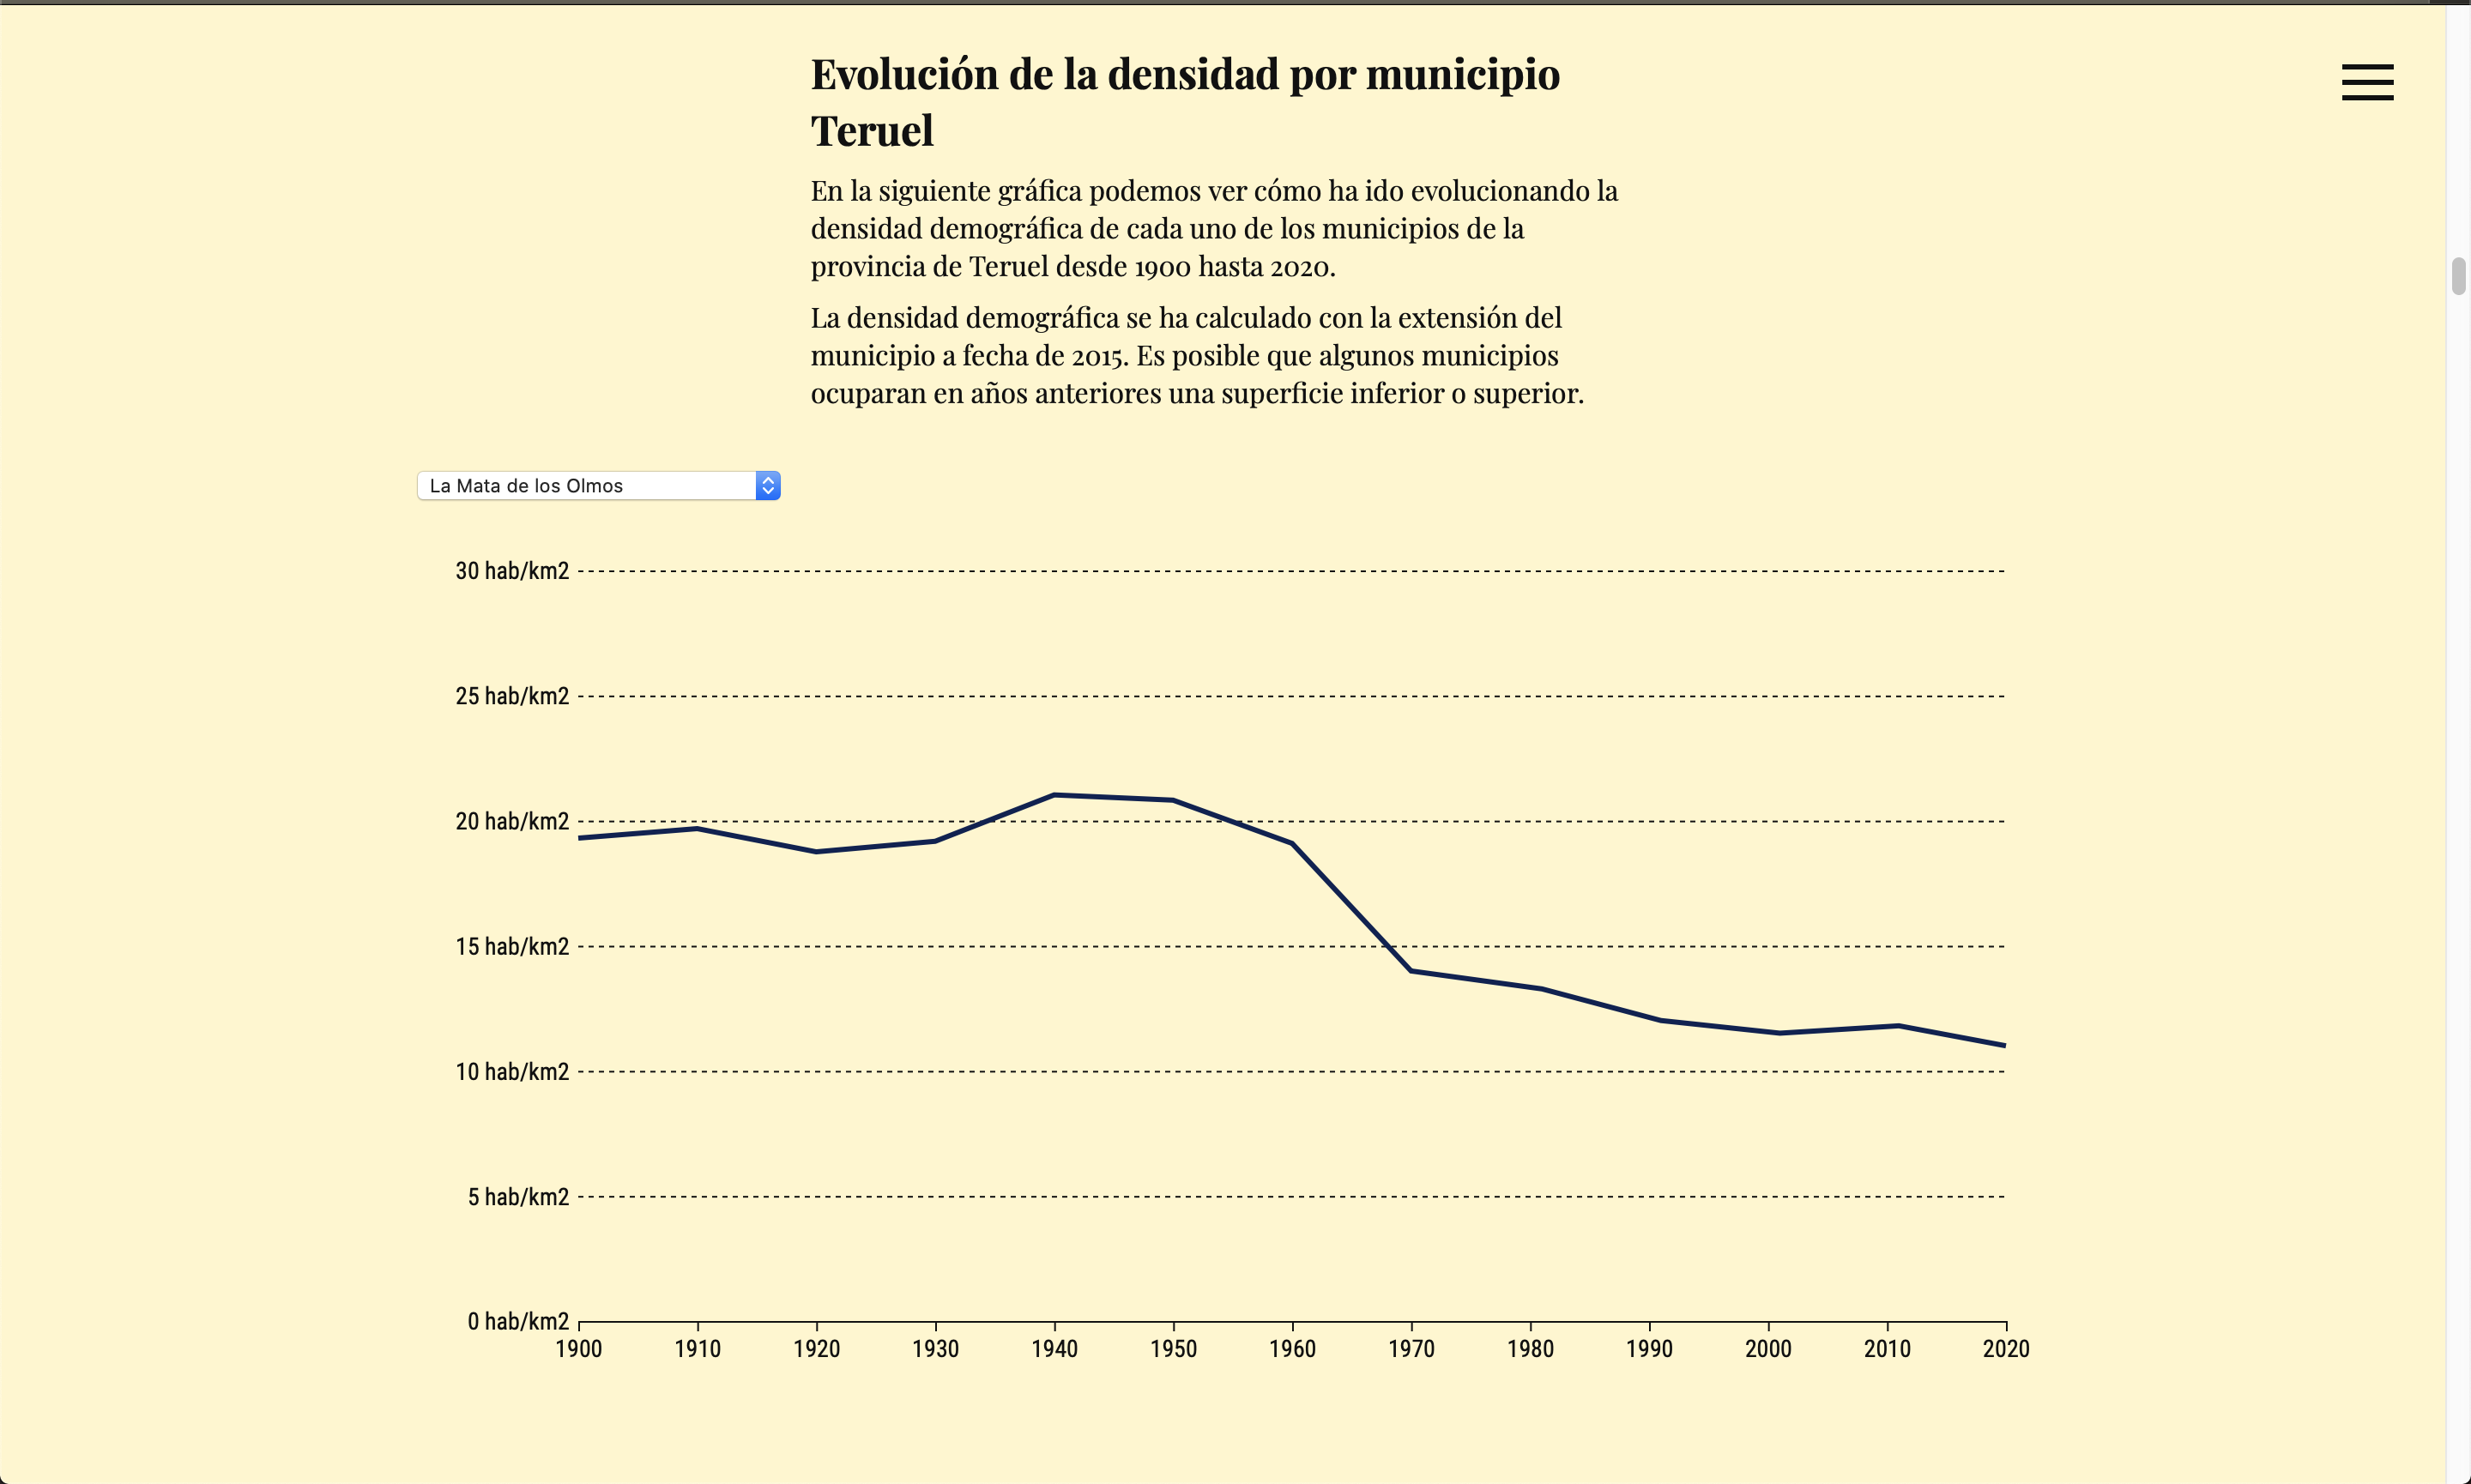 Evolución de la densidad por municipio
Teruel
En la siguiente gráfica podemos ver cómo ha ido evolucionando la
densidad demográfica de cada uno de los municipios de la
provincia de Teruel desde 1900 hasta 2020.
La densidad demográfica se ha calculado con la extensión del
municipio a fecha de 2015. Es posible que algunos municipios
ocuparan en años anteriores una superficie inferior o superior.
La Mata de los Olmos
30 hab/km2
25 hab/km2
20 hab/km2
15 hab/km2
10 hab/km2
5 hab/km2
0 hab/km2
1900 1910 1920 1930 1940 1950 1960 1970 1980 1990 2000 2010 2020